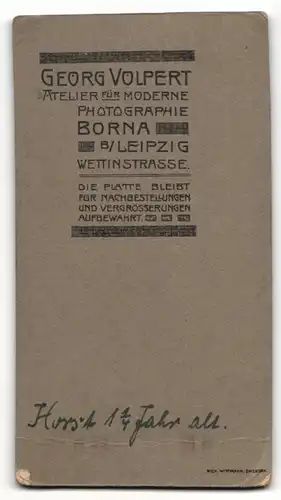 GEORG VOLPERT
ATELIER FÜR MODERNE
PHOTOGRAPHIE
BORNA
B/LEIPZIG
WETTINSTRASSE.
DIE PLATTE BLEIBT
FÜR NACHBESTELLUNGEN
UND VERGRÖSSERUNGEN
AUFBEWAHRT.
Horst 1¼ Jahr alt.